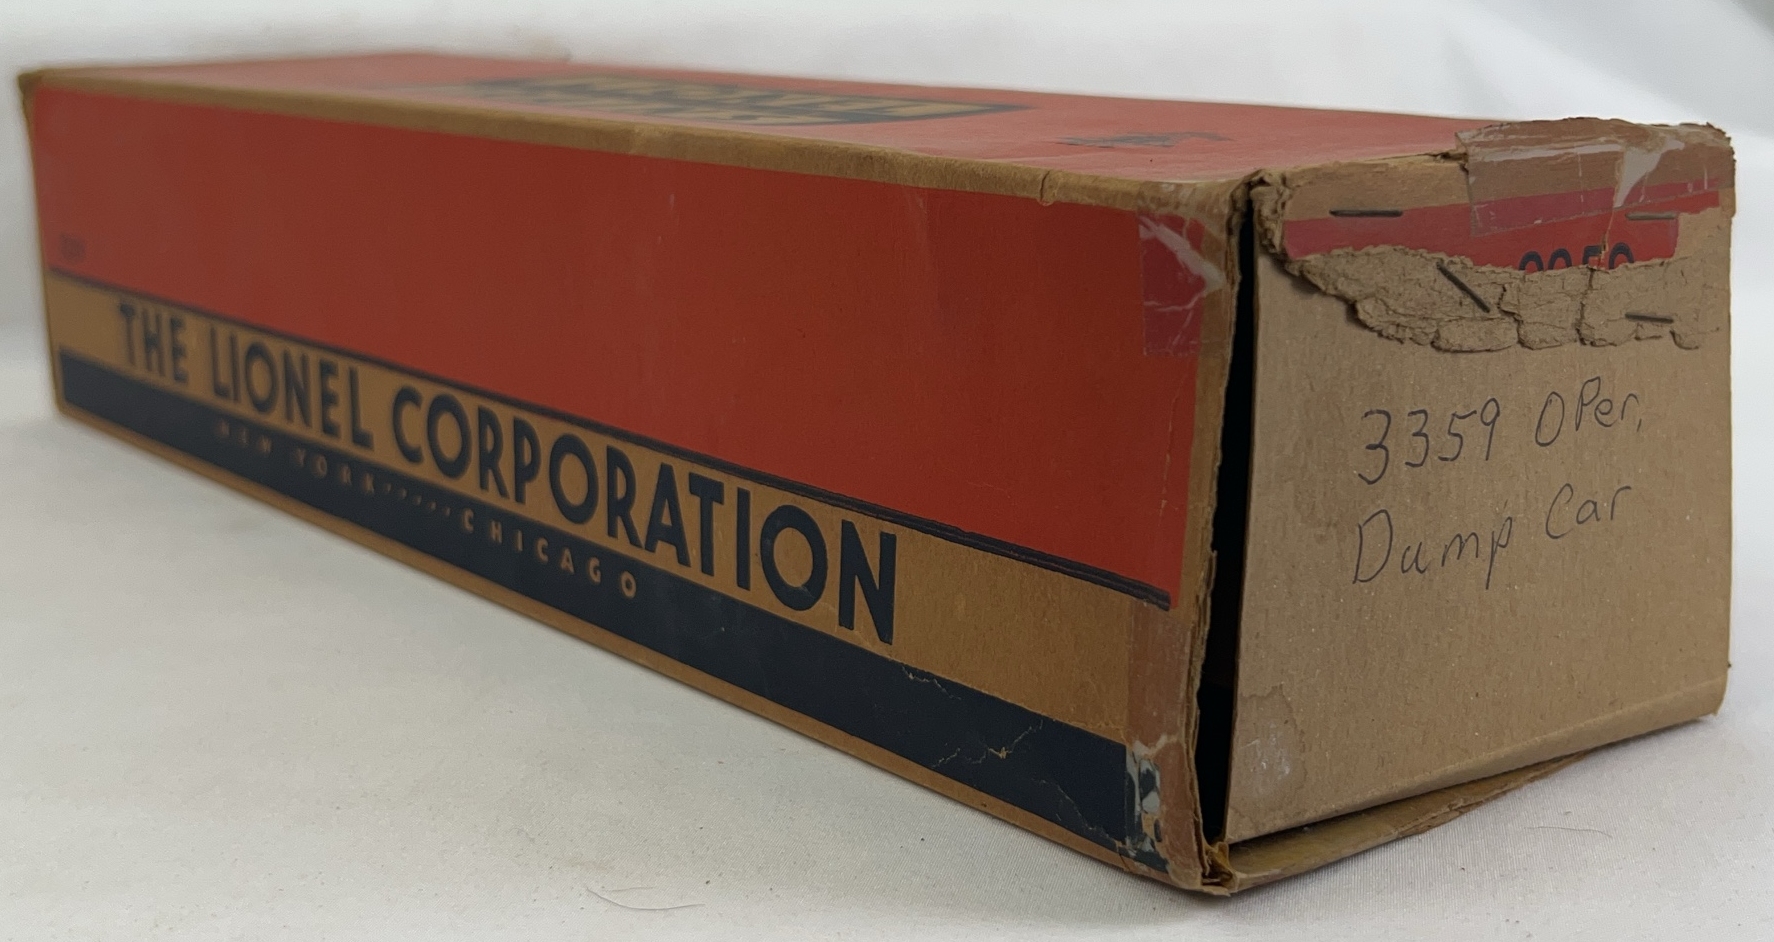 THE LIONEL CORPORATION
NEW YORK·····CHICAGO
3359 OPer,
Dump Car